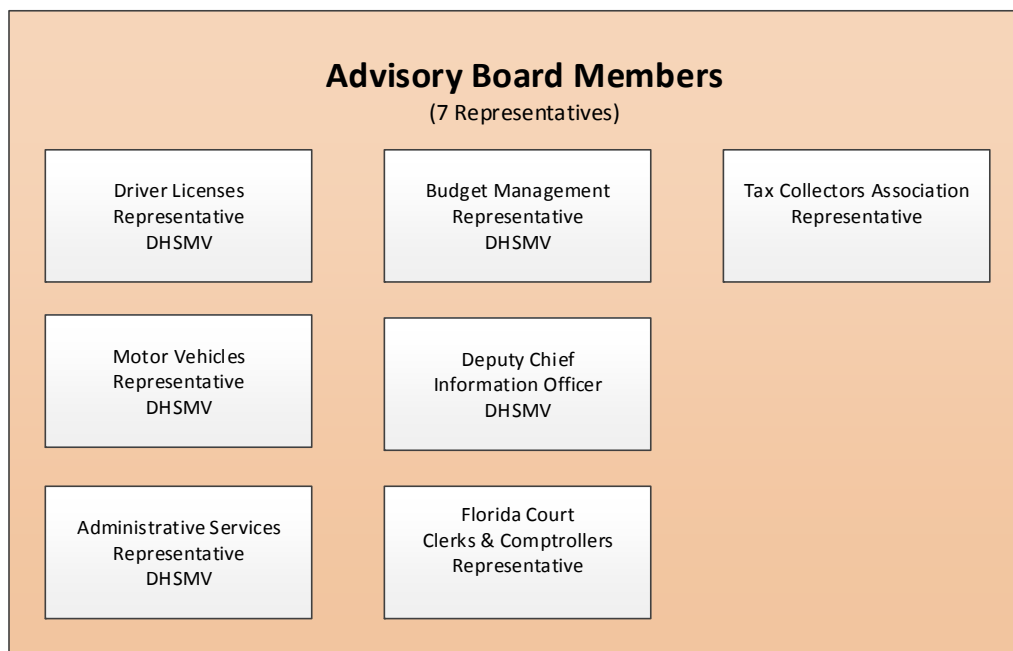 Advisory Board Members
(7 Representatives)
Driver Licenses
Representative
DHSMV
Budget Management
Representative
DHSMV
Tax Collectors Association
Representative
Motor Vehicles
Representative
DHSMV
Deputy Chief
Information Officer
DHSMV
Administrative Services
Representative
DHSMV
Florida Court
Clerks & Comptrollers
Representative